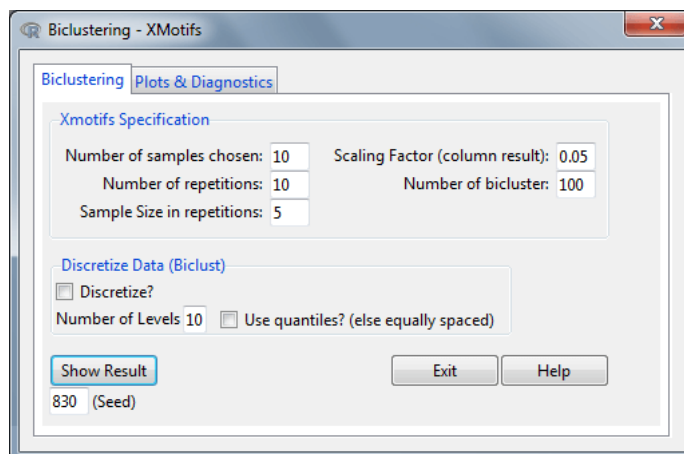 Biclustering - XMotifs
Biclustering Plots & Diagnostics
Xmotifs Specification
Number of samples chosen: 10 Scaling Factor (column result): 0.05
Number of repetitions: 10 Number of bicluster: 100
Sample Size in repetitions: 5
Discretize Data (Biclust)
Discretize?
Number of Levels 10 Use quantiles? (else equally spaced)
Show Result Exit Help
830 (Seed)